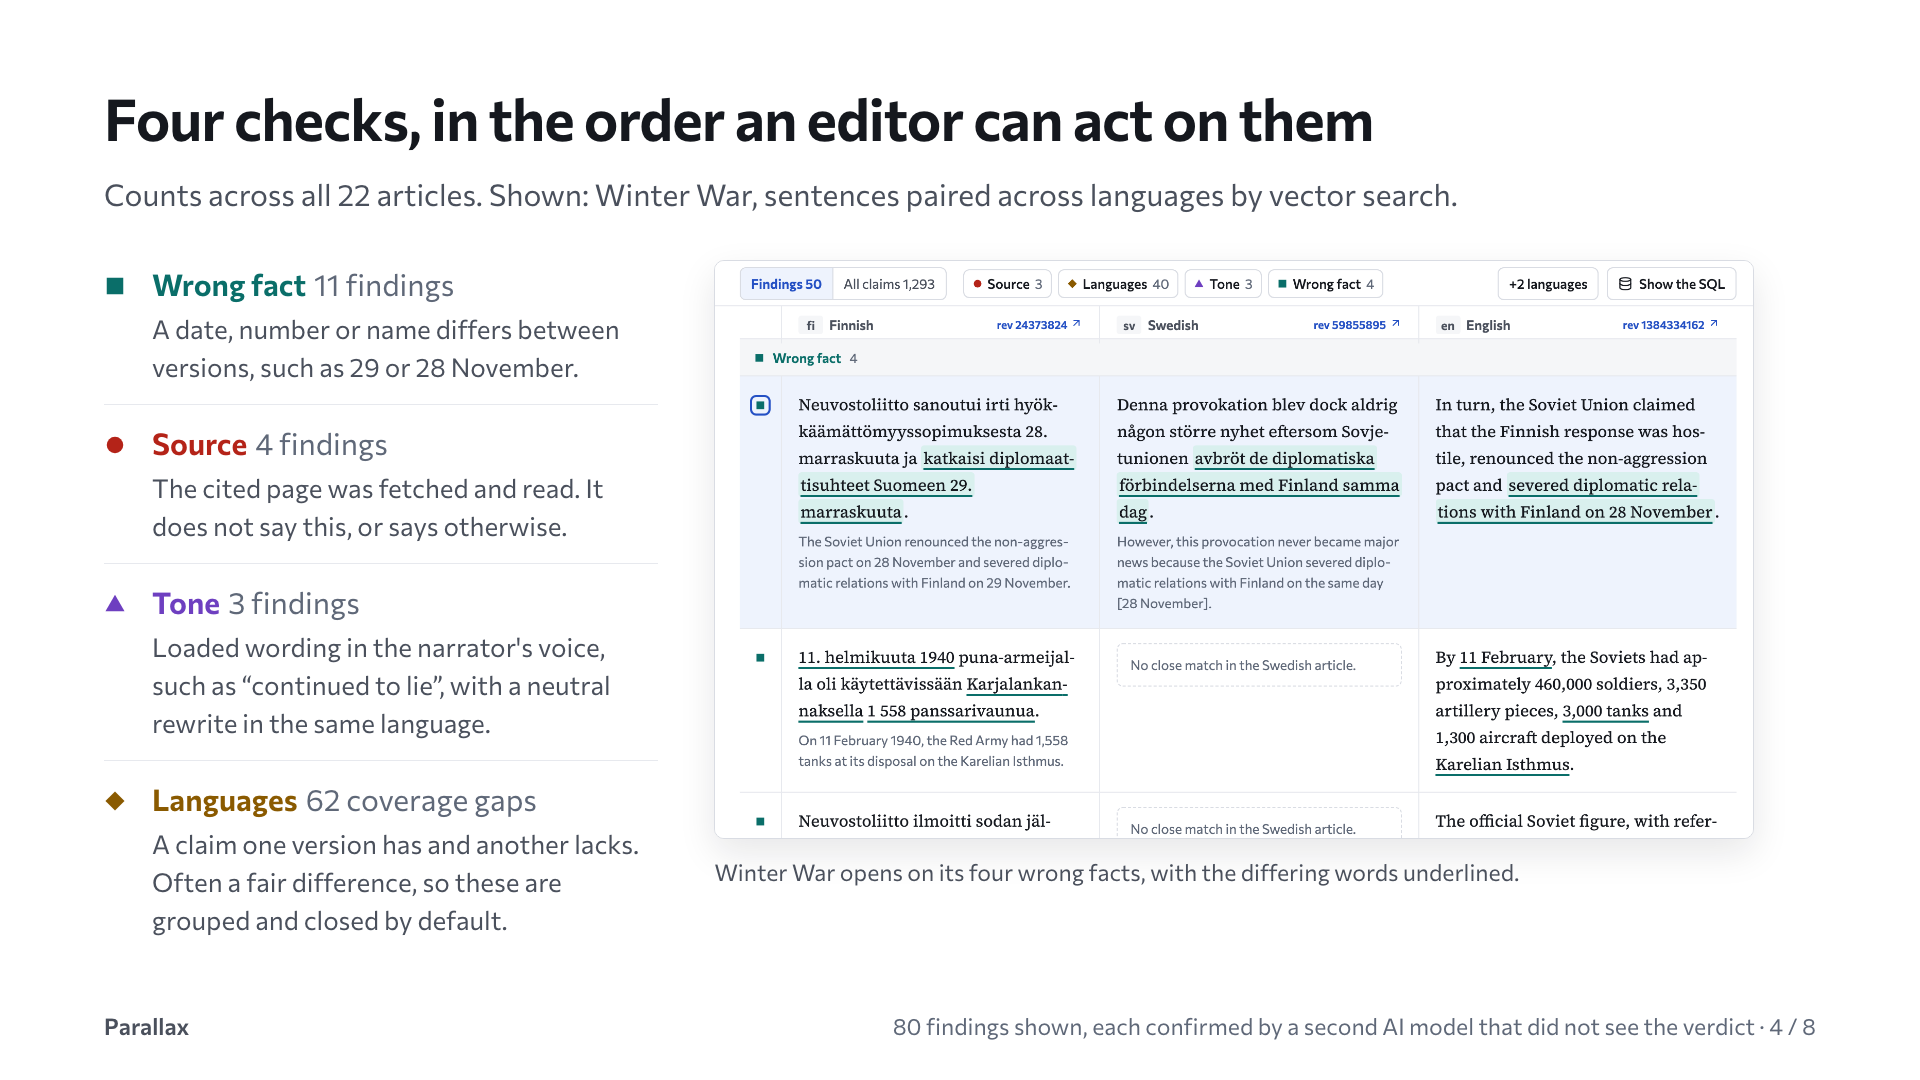 Four checks, in the order an editor can act on them
Counts across all 22 articles. Shown: Winter War, sentences paired across languages by vector search.
Wrong fact 11 findings
A date, number or name differs between
versions, such as 29 or 28 November.
Source 4 findings
The cited page was fetched and read. It
does not say this, or says otherwise.
Tone 3 findings
Loaded wording in the narrator's voice,
such as “continued to lie”, with a neutral
rewrite in the same language.
Languages 62 coverage gaps
A claim one version has and another lacks.
Often a fair difference, so these are
grouped and closed by default.
Findings 50 All claims 1,293 Source 3 Languages 40 Tone 3 Wrong fact 4 +2 languages Show the SQL
fi Finnish rev 24373824 ↗ sv Swedish rev 59855895 ↗ en English rev 1384334162 ↗
Wrong fact 4
Neuvostoliitto sanoutui irti hyök-
käämättömyyssopimuksesta 28.
marraskuuta ja katkaisi diplomaat-
tisuhteet Suomeen 29.
marraskuuta.
The Soviet Union renounced the non-aggres-
sion pact on 28 November and severed diplo-
matic relations with Finland on 29 November.
Denna provokation blev dock aldrig
någon större nyhet eftersom Sovje-
tunionen avbröt de diplomatiska
förbindelserna med Finland samma
dag.
However, this provocation never became major
news because the Soviet Union severed diplo-
matic relations with Finland on the same day
[28 November].
In turn, the Soviet Union claimed
that the Finnish response was hos-
tile, renounced the non-aggression
pact and severed diplomatic rela-
tions with Finland on 28 November.
11. helmikuuta 1940 puna-armeijal-
la oli käytettävissään Karjalankan-
naksella 1 558 panssarivaunua.
On 11 February 1940, the Red Army had 1,558
tanks at its disposal on the Karelian Isthmus.
No close match in the Swedish article.
By 11 February, the Soviets had ap-
proximately 460,000 soldiers, 3,350
artillery pieces, 3,000 tanks and
1,300 aircraft deployed on the
Karelian Isthmus.
Neuvostoliitto ilmoitti sodan jäl-
No close match in the Swedish article.
The official Soviet figure, with refer-
Winter War opens on its four wrong facts, with the differing words underlined.
Parallax
80 findings shown, each confirmed by a second AI model that did not see the verdict · 4 / 8